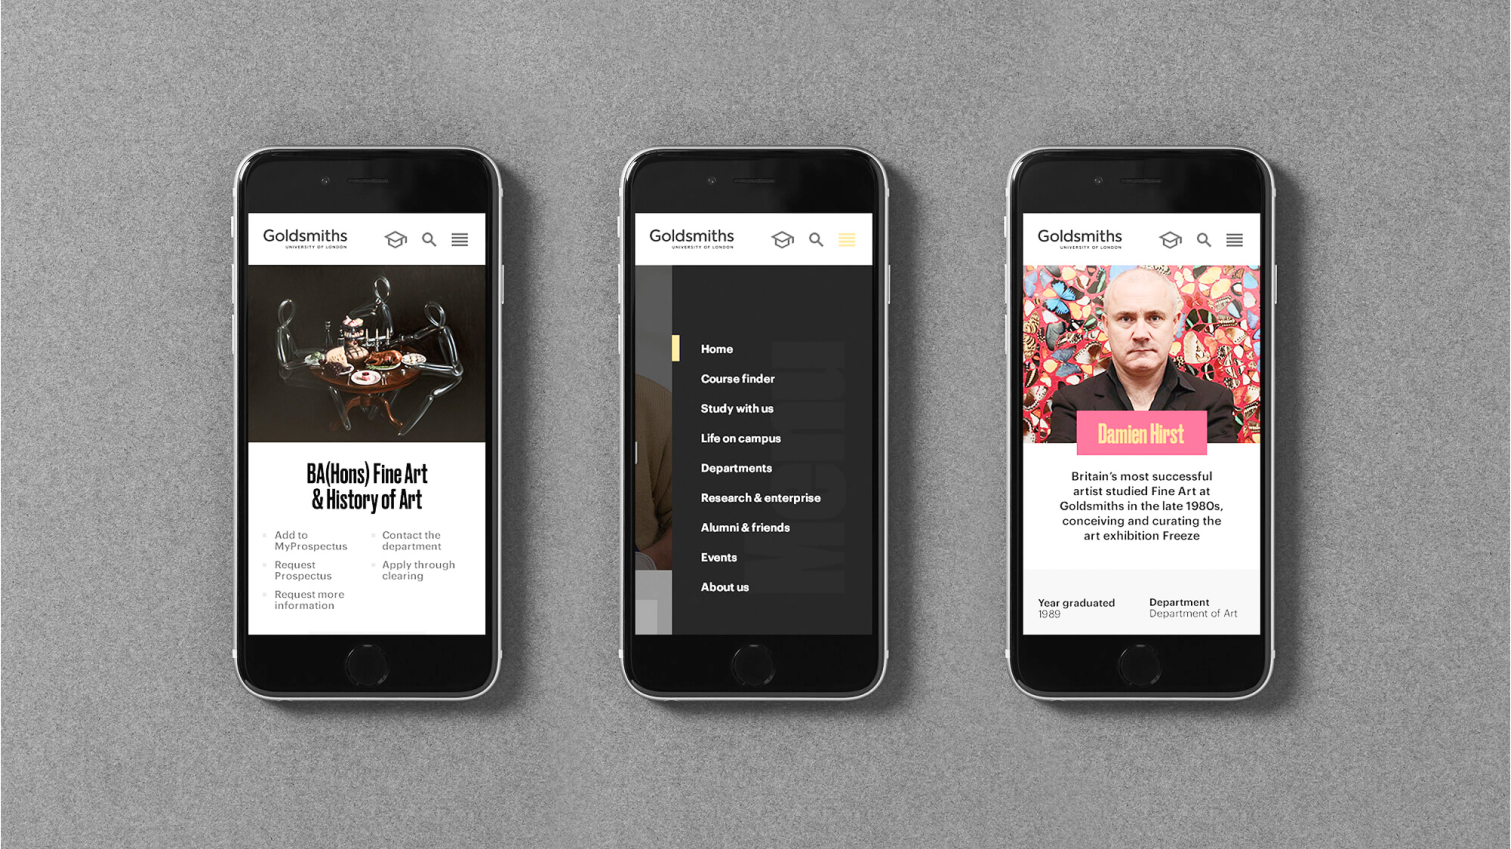 Goldsmiths
UNIVERSITY OF LONDON
BA(Hons) Fine Art
& History of Art
Add to
MyProspectus
Request
Prospectus
Request more
information
Contact the
department
Apply through
clearing
Goldsmiths
UNIVERSITY OF LONDON
Menu
Home
Course finder
Study with us
Life on campus
Departments
Research & enterprise
Alumni & friends
Events
About us
Goldsmiths
UNIVERSITY OF LONDON
Damien Hirst
Britain's most successful
artist studied Fine Art at
Goldsmiths in the late 1980s,
conceiving and curating the
art exhibition Freeze
Year graduated
1989
Department
Department of Art